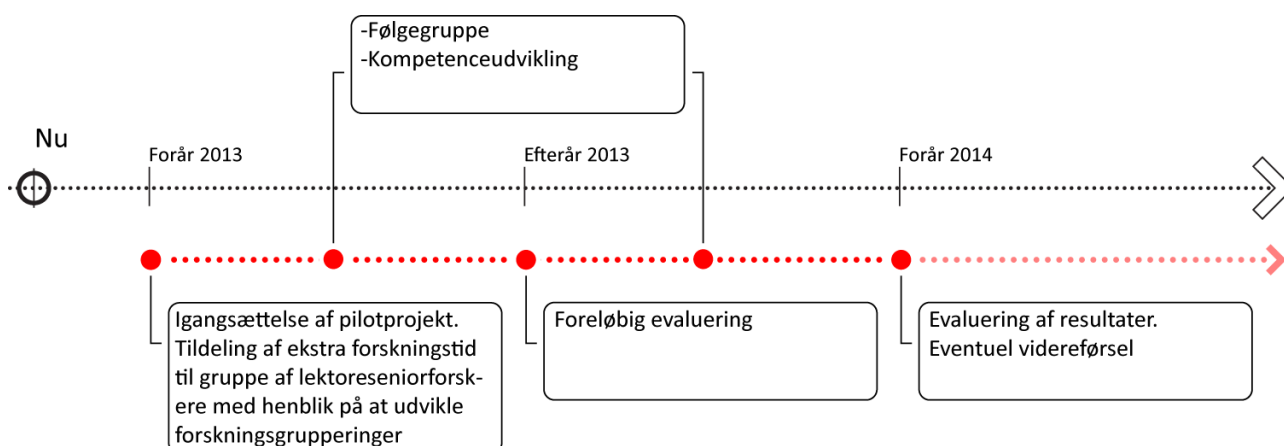 -Følgegruppe
-Kompetenceudvikling
Nu
Forår 2013
Efterår 2013
Forår 2014
Igangsættelse af pilotprojekt.
Tildeling af ekstra forskningstid
til gruppe af lektoreseniorforsk-
ere med henblik på at udvikle
forskningsgrupperinger
Foreløbig evaluering
Evaluering af resultater.
Eventuel videreførsel